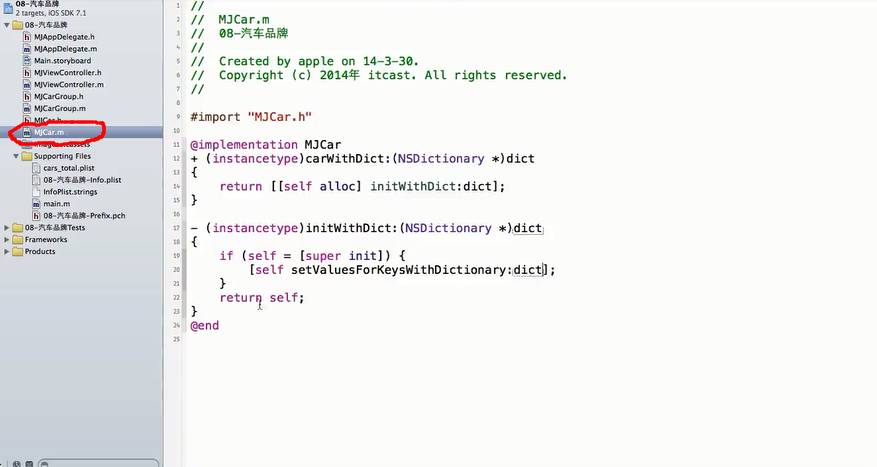 08-汽车品牌
2 targets, iOS SDK 7.1
08-汽车品牌
MJAppDelegate.h
MJAppDelegate.m
Main.storyboard
MJViewController.h
MJViewController.m
MJCarGroup.h
MJCarGroup.m
MJCar.h
MJCar.m
Images.xcassets
Supporting Files
cars_total.plist
08-汽车品牌-Info.plist
InfoPlist.strings
main.m
08-汽车品牌-Prefix.pch
08-汽车品牌Tests
Frameworks
Products
1 //
2 //  MJCar.m
3 //  08-汽车品牌
4 //
5 //  Created by apple on 14-3-30.
6 //  Copyright (c) 2014年 itcast. All rights reserved.
7 //
8
9 #import "MJCar.h"
10
11 @implementation MJCar
12 + (instancetype)carWithDict:(NSDictionary *)dict
13 {
14     return [[self alloc] initWithDict:dict];
15 }
16
17 - (instancetype)initWithDict:(NSDictionary *)dict
18 {
19     if (self = [super init]) {
20         [self setValuesForKeysWithDictionary:dict];
21     }
22     return self;
23 }
24 @end
25